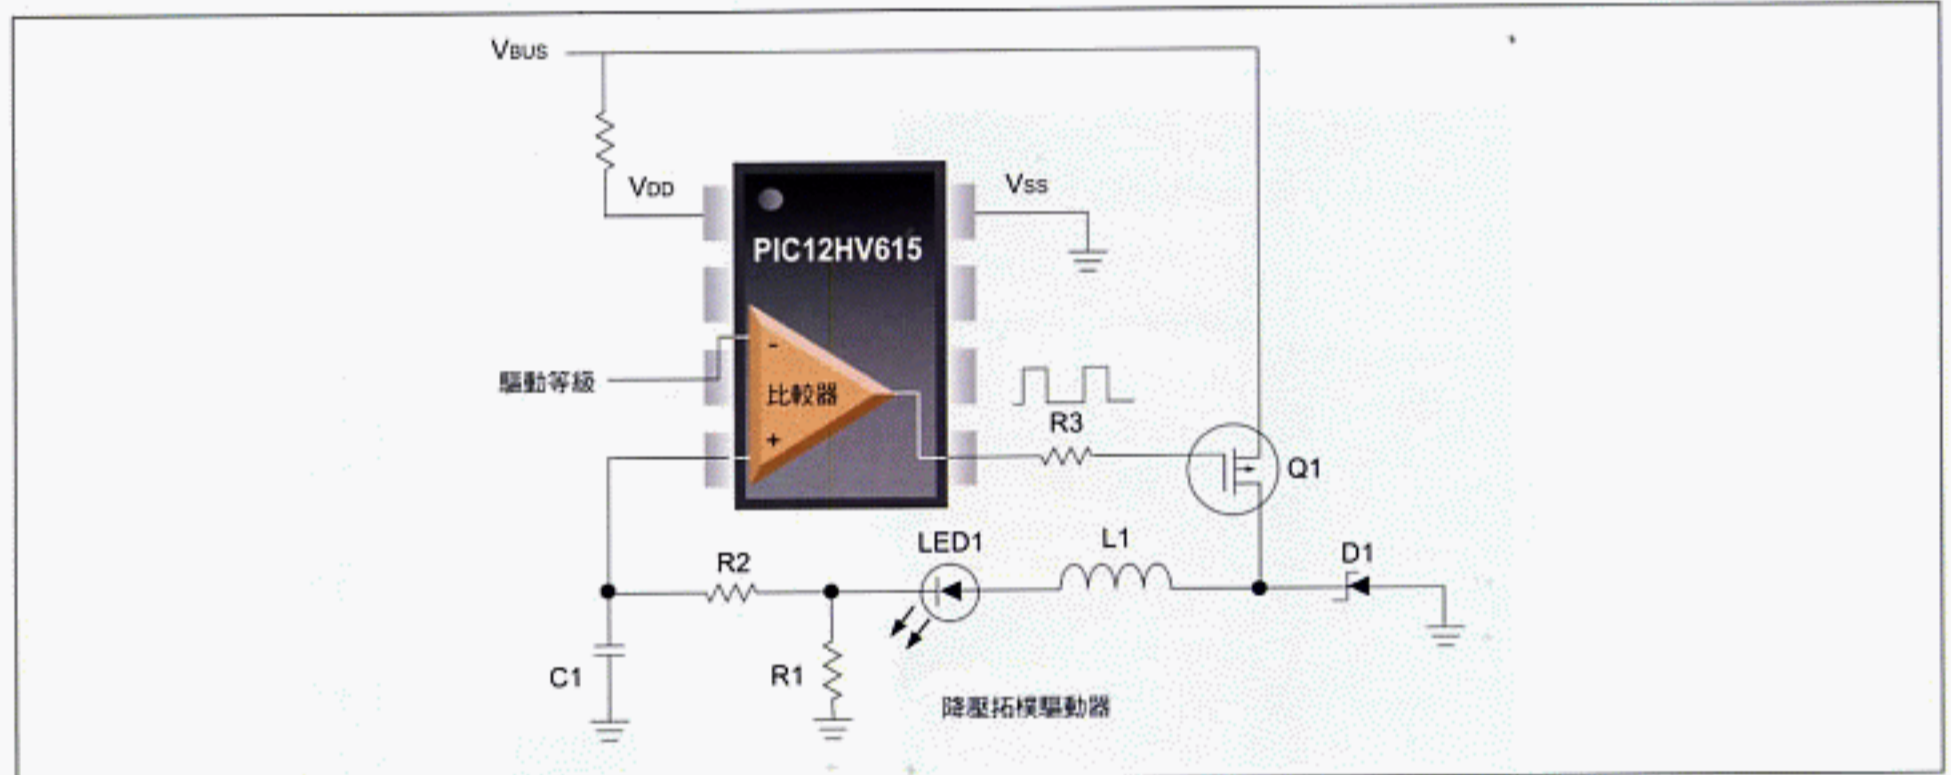 VBUS
VDD
VSS
PIC12HV615
-
驅動等級
比較器
+
R3
Q1
LED1
L1
D1
R2
C1
R1
降壓拓樸驅動器